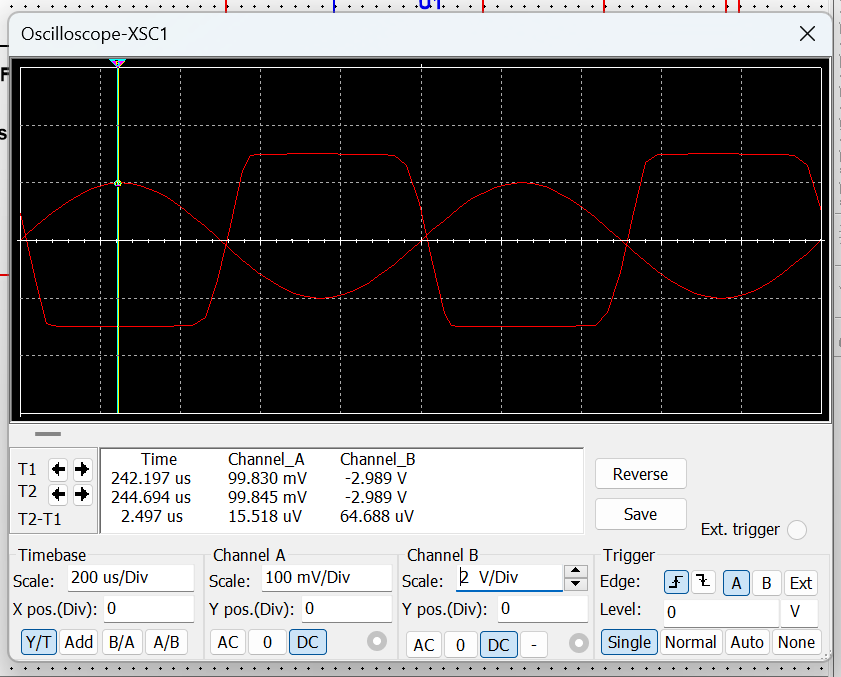 U1
Oscilloscope-XSC1
F
s
T1
T2
T2-T1
Time Channel_A Channel_B
242.197 us 99.830 mV -2.989 V
244.694 us 99.845 mV -2.989 V
2.497 us 15.518 uV 64.688 uV
Reverse
Save
Ext. trigger
Timebase
Scale: 200 us/Div
X pos.(Div): 0
Y/T Add B/A A/B
Channel A
Scale: 100 mV/Div
Y pos.(Div): 0
AC 0 DC
Channel B
Scale: 2 V/Div
Y pos.(Div): 0
AC 0 DC -
Trigger
Edge: A B Ext
Level: 0 V
Single Normal Auto None